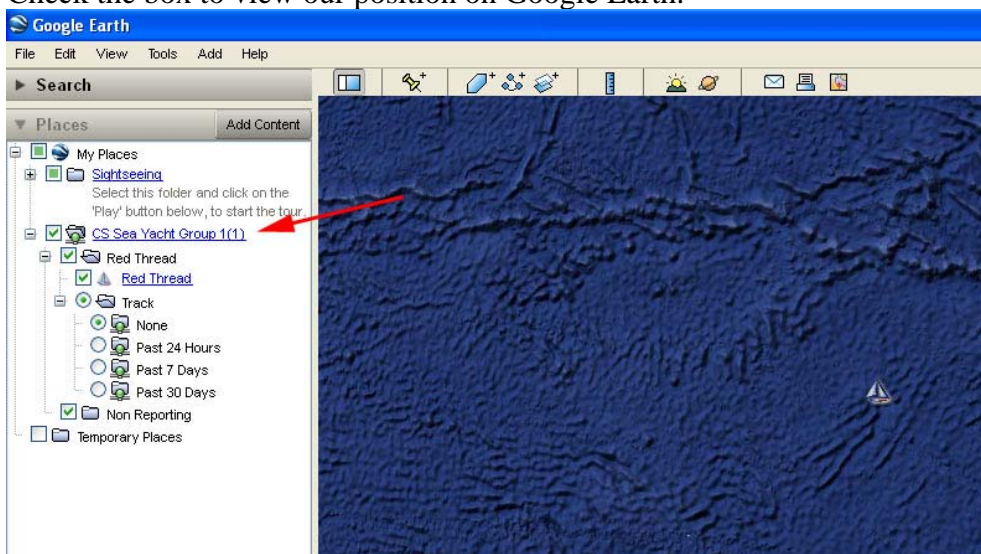 Check the box to view our position on Google Earth.
Google Earth
File Edit View Tools Add Help
Search
Places Add Content
My Places
Sightseeing
Select this folder and click on the
'Play' button below, to start the tour.
CS Sea Yacht Group 1(1)
Red Thread
Red Thread
Track
None
Past 24 Hours
Past 7 Days
Past 30 Days
Non Reporting
Temporary Places